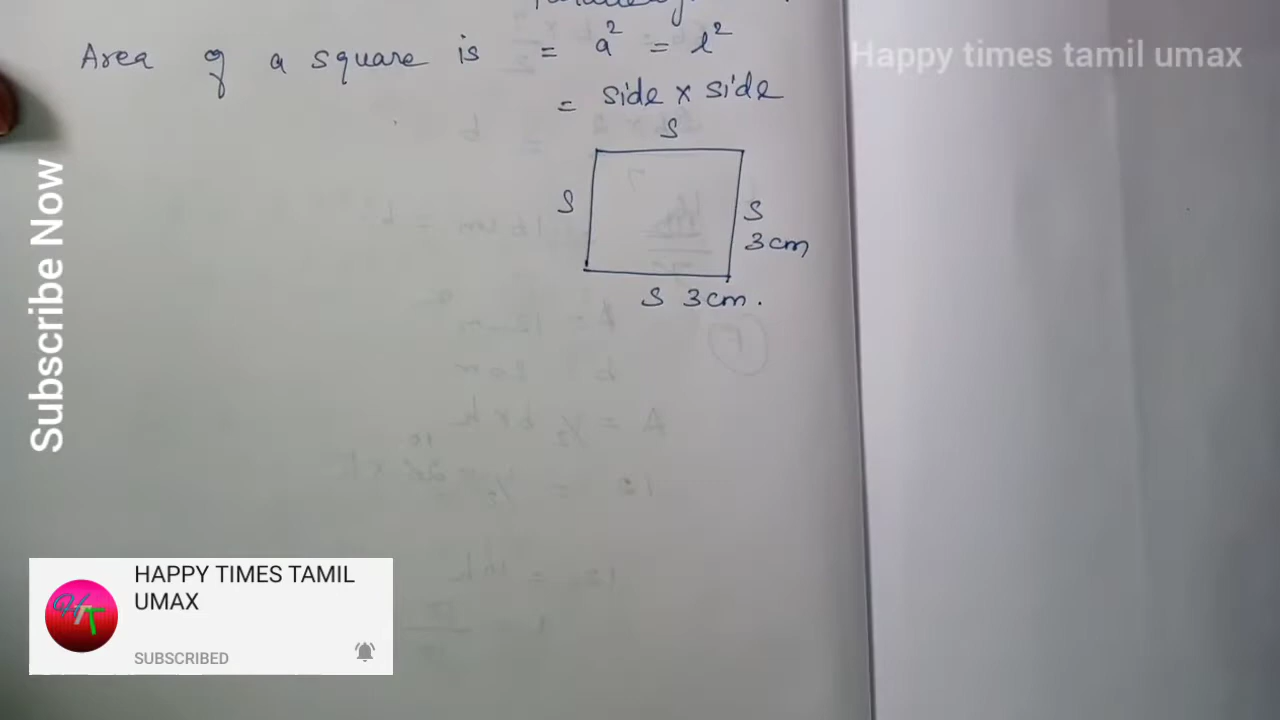 Area of a square is = a² = l²
= side x side
S
S
S
3cm
S 3cm.
Happy times tamil umax
Subscribe Now
HAPPY TIMES TAMIL
UMAX
SUBSCRIBED
HT